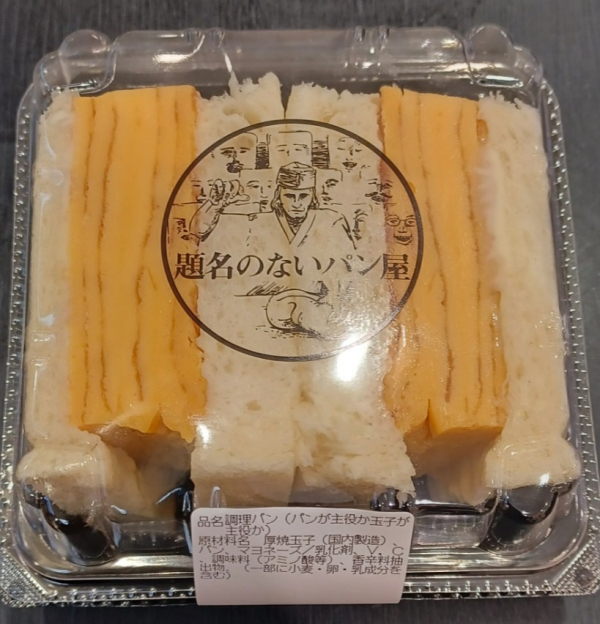 題名のないパン屋
品名調理パン（パンが主役か玉子が
主役か）
原材料名　厚焼玉子（国内製造）、
パン、マヨネーズ／乳化剤、Ｖ．Ｃ
、調味料（アミノ酸等）、香辛料抽
出物、（一部に小麦・卵・乳成分を
含む）